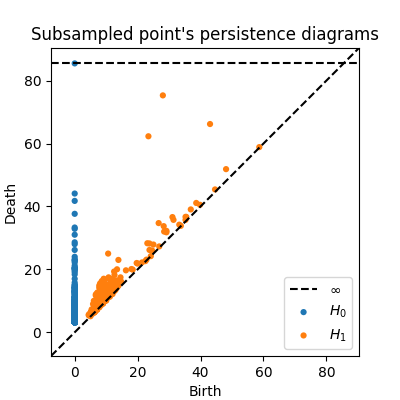 Subsampled point's persistence diagrams
Death
80
60
40
20
0
∞
H₀
H₁
0 20 40 60 80
Birth